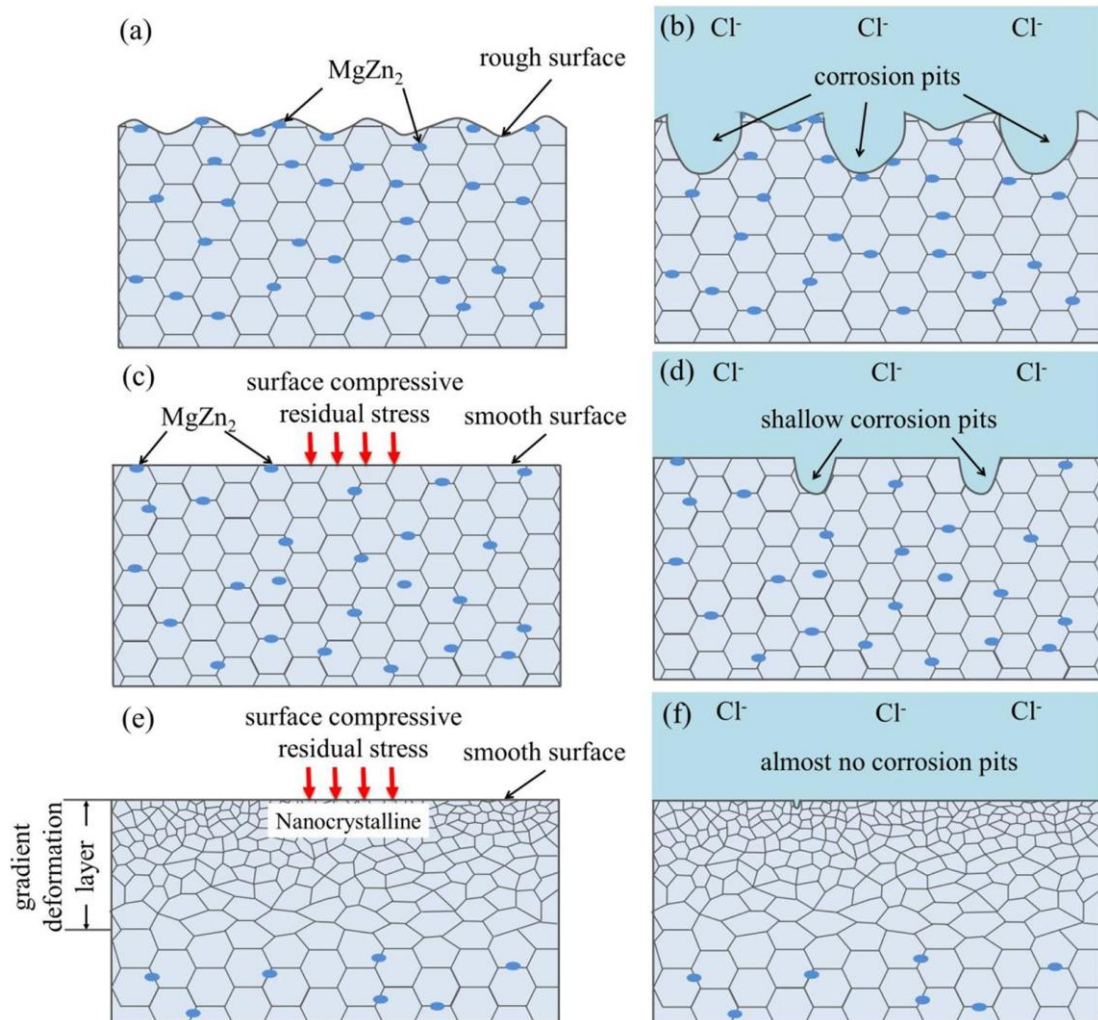 (a)
MgZn₂
rough surface
(b)
Cl⁻ Cl⁻ Cl⁻
corrosion pits
(c)
surface compressive
residual stress
MgZn₂
smooth surface
(d)
Cl⁻ Cl⁻ Cl⁻
shallow corrosion pits
(e)
surface compressive
residual stress
smooth surface
Nanocrystalline
gradient
deformation
layer
(f)
Cl⁻ Cl⁻ Cl⁻
almost no corrosion pits